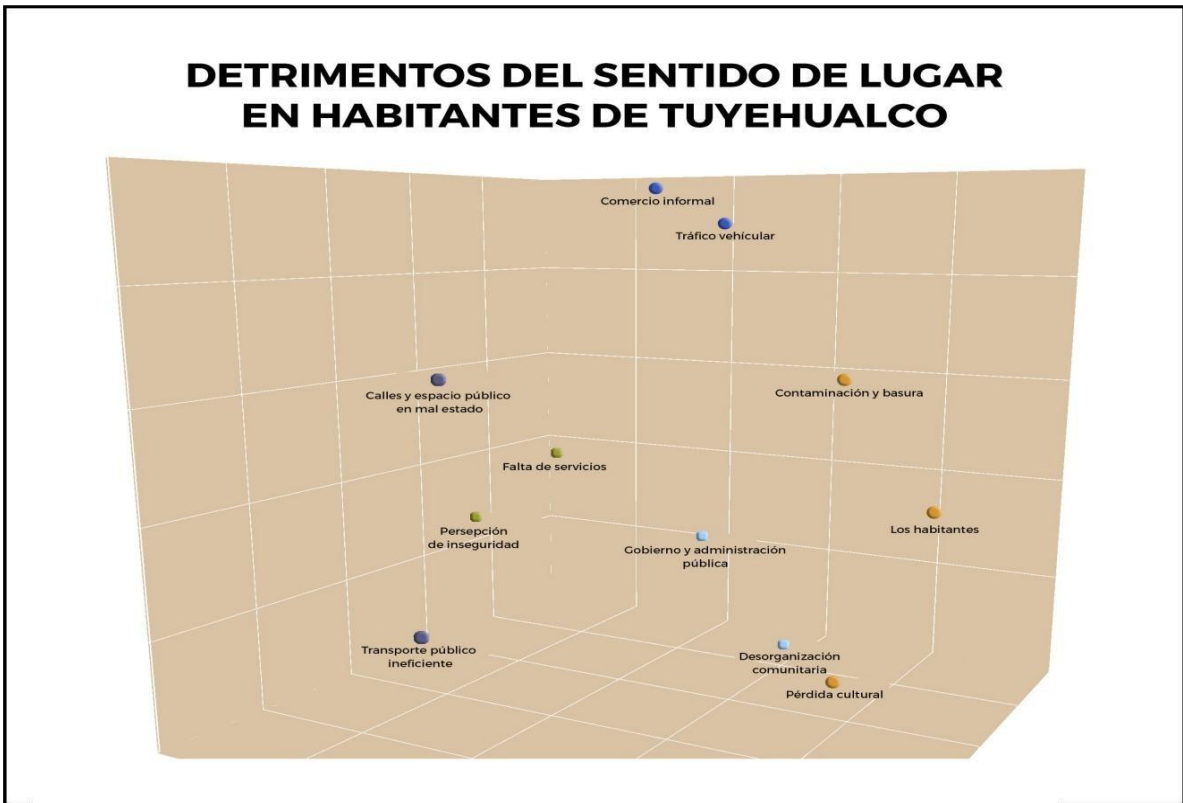 DETRIMENTOS DEL SENTIDO DE LUGAR
EN HABITANTES DE TUYEHUALCO
Comercio informal
Tráfico vehícular
Calles y espacio público
en mal estado
Contaminación y basura
Falta de servicios
Persepción
de inseguridad
Gobierno y administración
pública
Los habitantes
Transporte público
ineficiente
Desorganización
comunitaria
Pérdida cultural